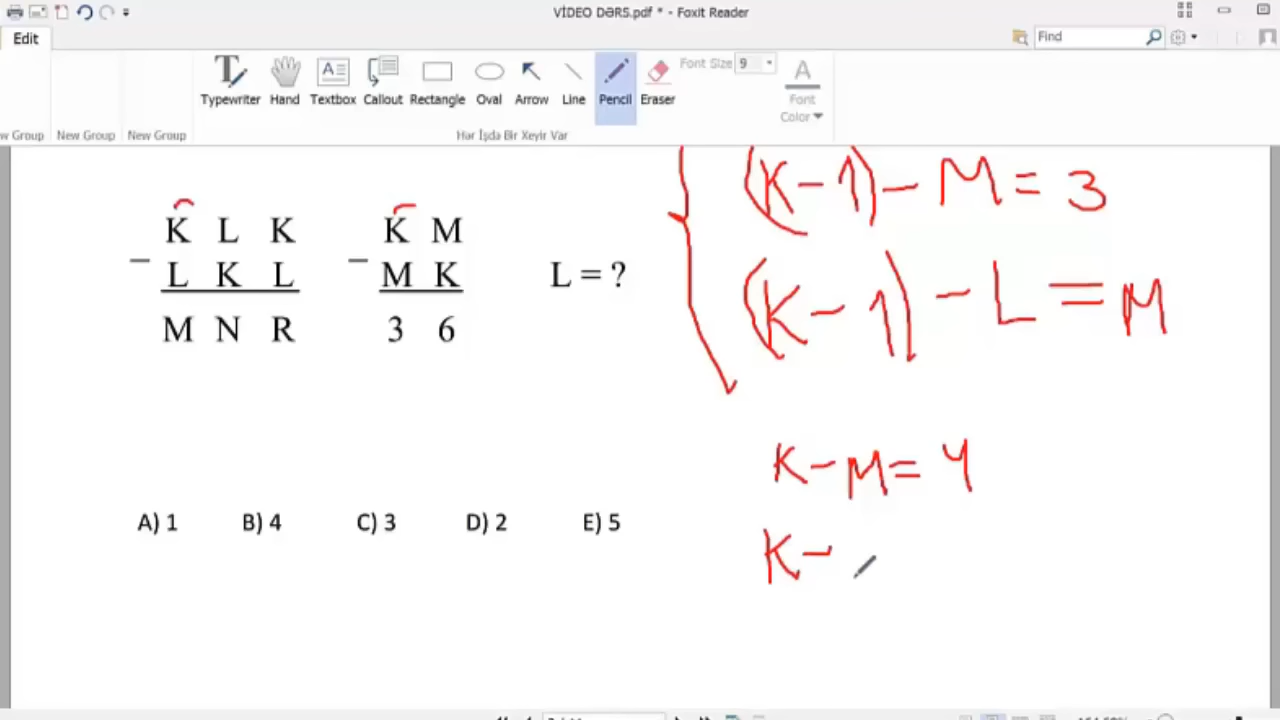 VİDEO DƏRS.pdf * - Foxit Reader
Edit
Find
Typewriter Hand Textbox Callout Rectangle Oval Arrow Line Pencil Eraser Font Size 9 A Font Color
w Group New Group New Group Hər İşdə Bir Xeyir Var
(K-1)-M=3
K L K K M
- L K L - M K L = ?
M N R 3 6
(K-1)-L=M
K-M=4
A) 1 B) 4 C) 3 D) 2 E) 5
K-